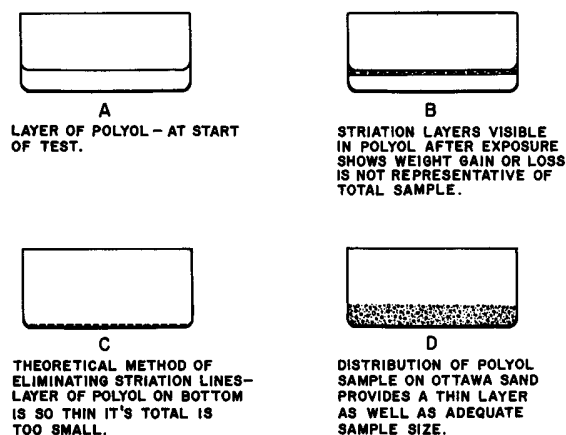 A
LAYER OF POLYOL – AT START
OF TEST.
B
STRIATION LAYERS VISIBLE
IN POLYOL AFTER EXPOSURE
SHOWS WEIGHT GAIN OR LOSS
IS NOT REPRESENTATIVE OF
TOTAL SAMPLE.
C
THEORETICAL METHOD OF
ELIMINATING STRIATION LINES–
LAYER OF POLYOL ON BOTTOM
IS SO THIN IT'S TOTAL IS
TOO SMALL.
D
DISTRIBUTION OF POLYOL
SAMPLE ON OTTAWA SAND
PROVIDES A THIN LAYER
AS WELL AS ADEQUATE
SAMPLE SIZE.